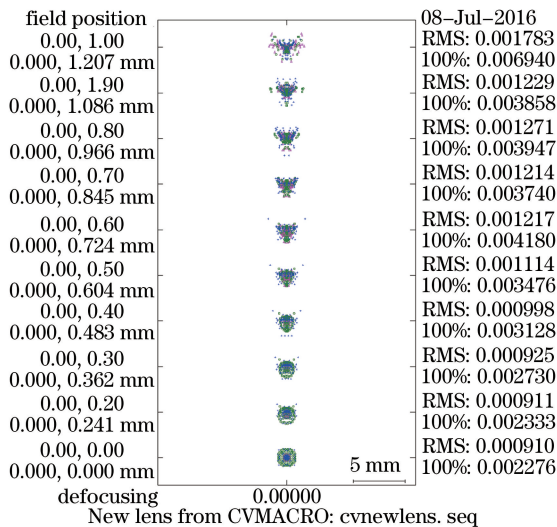 field position
08-Jul-2016
0.00, 1.00
0.000, 1.207 mm
RMS: 0.001783
100%: 0.006940
0.00, 1.90
0.000, 1.086 mm
RMS: 0.001229
100%: 0.003858
0.00, 0.80
0.000, 0.966 mm
RMS: 0.001271
100%: 0.003947
0.00, 0.70
0.000, 0.845 mm
RMS: 0.001214
100%: 0.003740
0.00, 0.60
0.000, 0.724 mm
RMS: 0.001217
100%: 0.004180
0.00, 0.50
0.000, 0.604 mm
RMS: 0.001114
100%: 0.003476
0.00, 0.40
0.000, 0.483 mm
RMS: 0.000998
100%: 0.003128
0.00, 0.30
0.000, 0.362 mm
RMS: 0.000925
100%: 0.002730
0.00, 0.20
0.000, 0.241 mm
RMS: 0.000911
100%: 0.002333
0.00, 0.00
0.000, 0.000 mm
RMS: 0.000910
100%: 0.002276
5 mm
defocusing 0.00000
New lens from CVMACRO: cvnewlens. seq